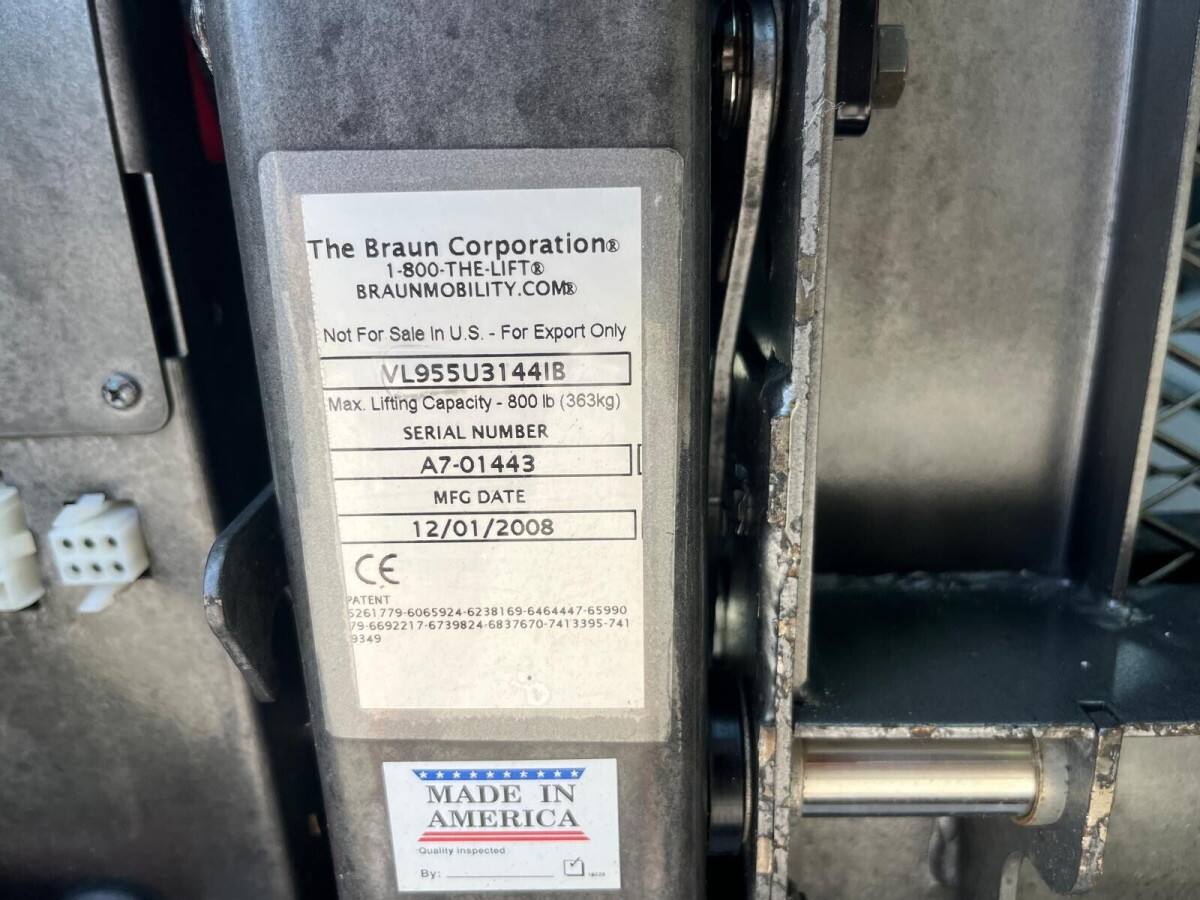 The Braun Corporation®
1-800-THE-LIFT®
BRAUNMOBILITY.COM®
Not For Sale In U.S. - For Export Only
VL955U3144IB
Max. Lifting Capacity - 800 lb (363kg)
SERIAL NUMBER
A7-01443
MFG DATE
12/01/2008
CE
PATENT
5261779-6065924-6238169-6464447-65990
79-6692217-6739824-6837670-7413395-741
9349
MADE IN
AMERICA
Quality inspected
By: